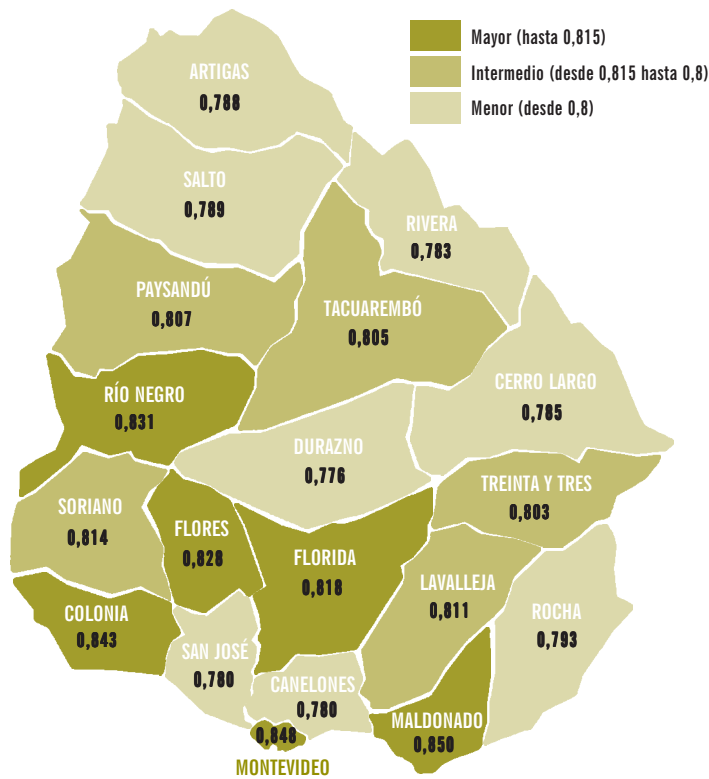 Mayor (hasta 0,815)
Intermedio (desde 0,815 hasta 0,8)
Menor (desde 0,8)
ARTIGAS
0,788
SALTO
0,789
RIVERA
0,783
PAYSANDÚ
0,807
TACUAREMBÓ
0,805
RÍO NEGRO
0,831
CERRO LARGO
0,785
DURAZNO
0,776
TREINTA Y TRES
0,803
SORIANO
0,814
FLORES
0,828
FLORIDA
0,818
LAVALLEJA
0,811
COLONIA
0,843
ROCHA
0,793
SAN JOSÉ
0,780
CANELONES
0,780
MALDONADO
0,850
0,848
MONTEVIDEO